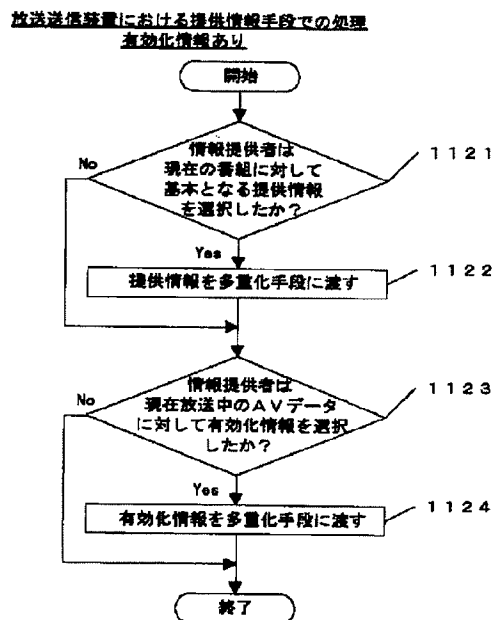 放送送信装置における提供情報手段での処理
有効化情報あり
開始
情報提供者は
現在の番組に対して
基本となる提供情報
を選択したか？
1121
No
Yes
提供情報を多重化手段に渡す
1122
情報提供者は
現在放送中のAVデータ
に対して有効化情報を選択
したか？
1123
No
Yes
有効化情報を多重化手段に渡す
1124
終了